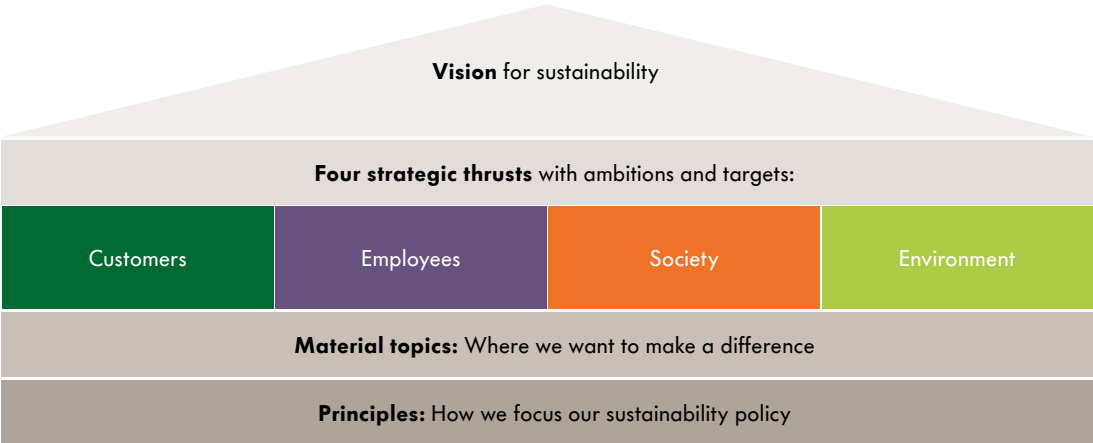 Vision for sustainability
Four strategic thrusts with ambitions and targets:
Customers
Employees
Society
Environment
Material topics: Where we want to make a difference
Principles: How we focus our sustainability policy